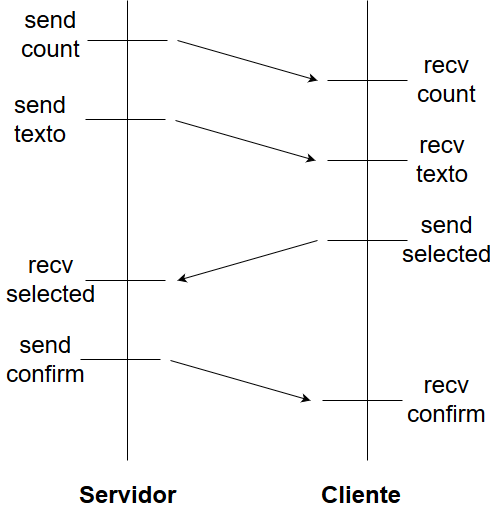 send
count
recv
count
send
texto
recv
texto
send
selected
recv
selected
send
confirm
recv
confirm
Servidor
Cliente